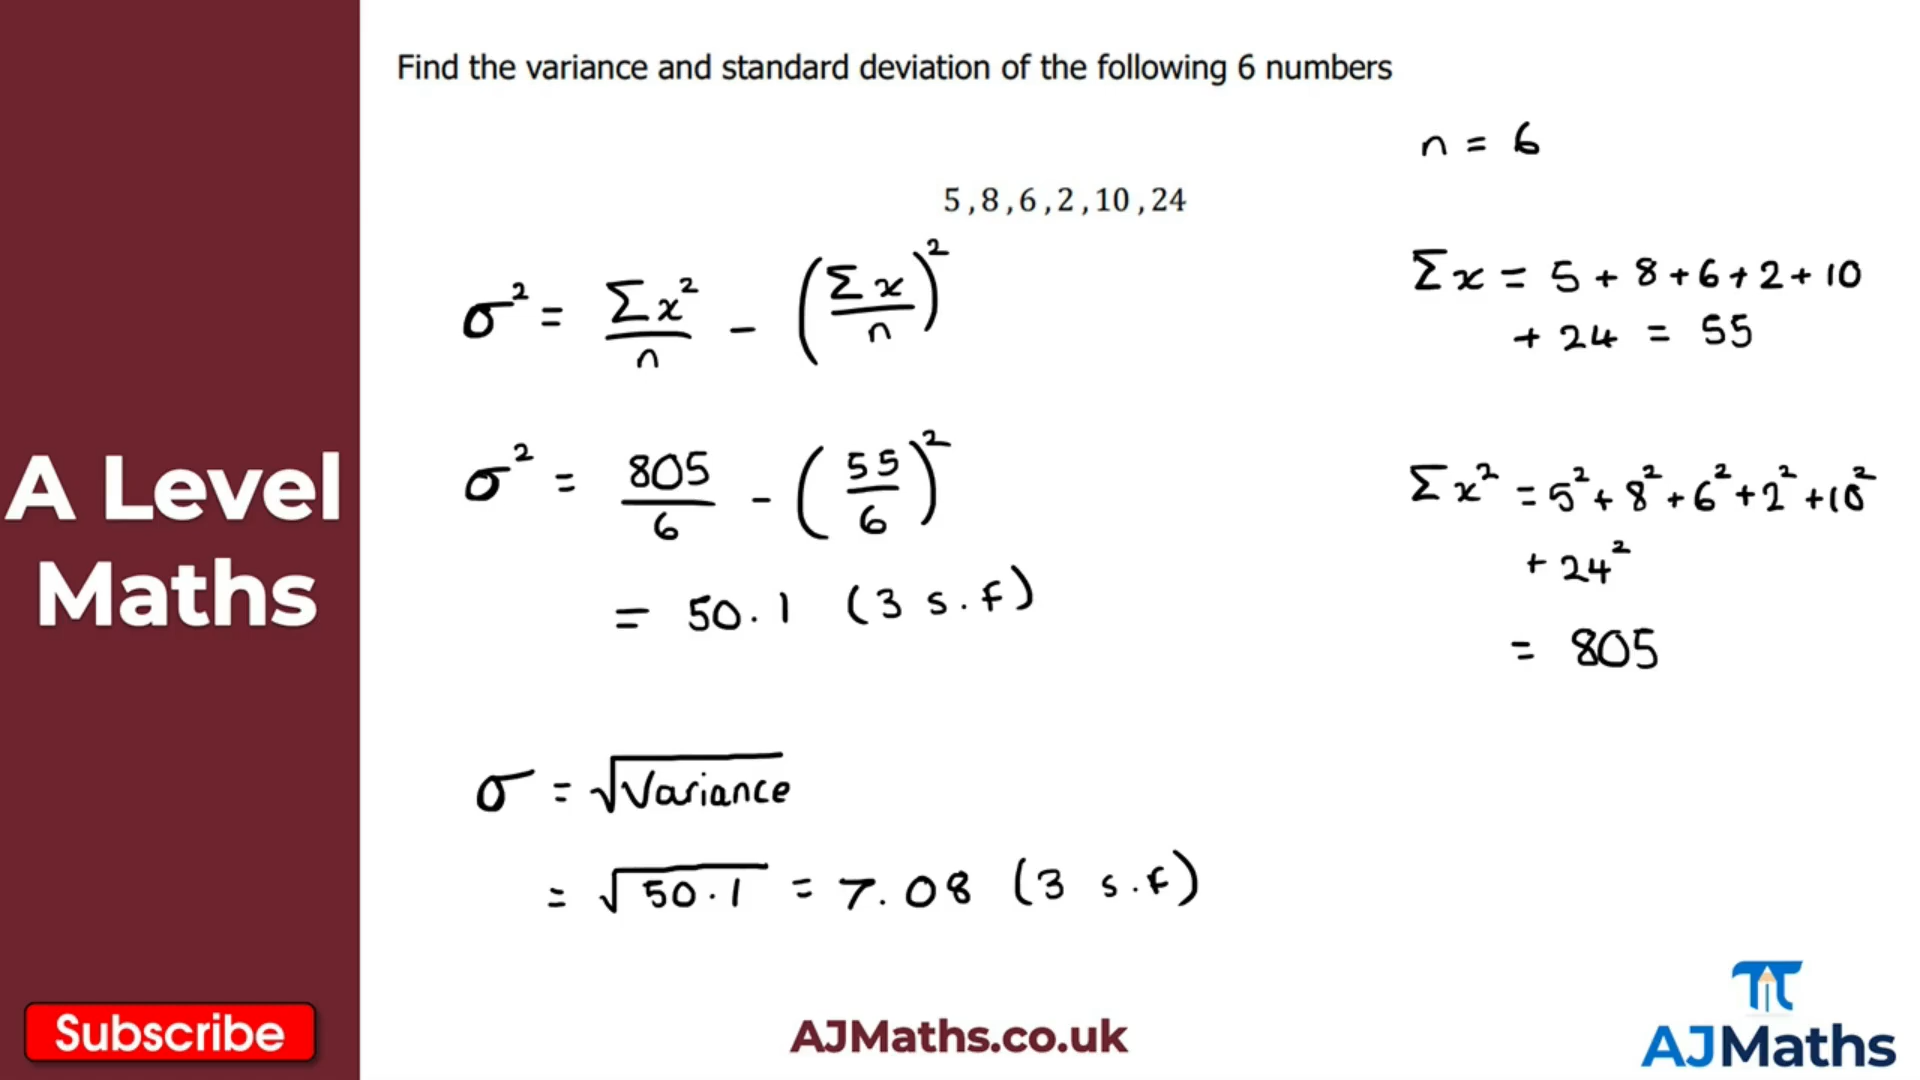 Find the variance and standard deviation of the following 6 numbers
n = 6
5 , 8 , 6 , 2 , 10 , 24
σ² = Σx²/n - (Σx/n)²
Σx = 5 + 8 + 6 + 2 + 10
+ 24 = 55
σ² = 805/6 - (55/6)²
= 50.1 (3 s.f)
Σx² = 5² + 8² + 6² + 2² + 10²
+ 24²
= 805
σ = √Variance
= √50.1 = 7.08 (3 s.f)
A Level
Maths
Subscribe
AJMaths.co.uk
AJMaths